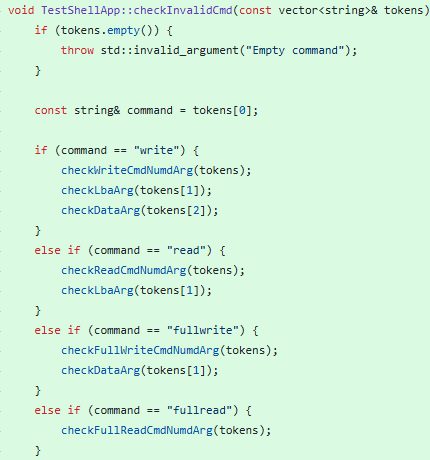 void TestShellApp::checkInvalidCmd(const vector<string>& tokens)
if (tokens.empty()) {
throw std::invalid_argument("Empty command");
}
const string& command = tokens[0];
if (command == "write") {
checkWriteCmdNumdArg(tokens);
checkLbaArg(tokens[1]);
checkDataArg(tokens[2]);
}
else if (command == "read") {
checkReadCmdNumdArg(tokens);
checkLbaArg(tokens[1]);
}
else if (command == "fullwrite") {
checkFullWriteCmdNumdArg(tokens);
checkDataArg(tokens[1]);
}
else if (command == "fullread") {
checkFullReadCmdNumdArg(tokens);
}